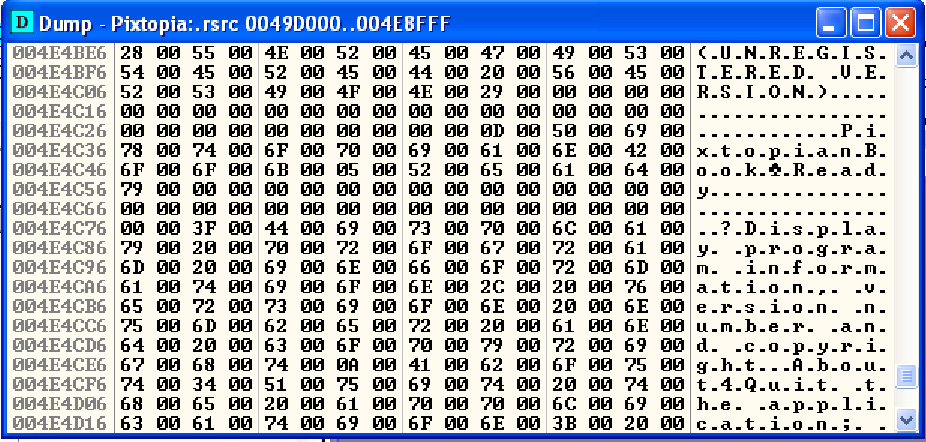 D Dump - Pixtopia:.rsrc 0049D000..004E8FFF
004E4BE6 28 00 55 00 4E 00 52 00 45 00 47 00 49 00 53 00 (.U.N.R.E.G.I.S.
004E4BF6 54 00 45 00 52 00 45 00 44 00 20 00 56 00 45 00 T.E.R.E.D. .V.E.
004E4C06 52 00 53 00 49 00 4F 00 4E 00 29 00 00 00 00 00 R.S.I.O.N.).....
004E4C16 00 00 00 00 00 00 00 00 00 00 00 00 00 00 00 00 ................
004E4C26 00 00 00 00 00 00 00 00 00 00 0D 00 50 00 69 00 ............P.i.
004E4C36 78 00 74 00 6F 00 70 00 69 00 61 00 6E 00 42 00 x.t.o.p.i.a.n.B.
004E4C46 6F 00 6F 00 6B 00 05 00 52 00 65 00 61 00 64 00 o.o.k.♣.R.e.a.d.
004E4C56 79 00 00 00 00 00 00 00 00 00 00 00 00 00 00 00 y...............
004E4C66 00 00 00 00 00 00 00 00 00 00 00 00 00 00 00 00 ................
004E4C76 00 00 3F 00 44 00 69 00 73 00 70 00 6C 00 61 00 ..?.D.i.s.p.l.a.
004E4C86 79 00 20 00 70 00 72 00 6F 00 67 00 72 00 61 00 y. .p.r.o.g.r.a.
004E4C96 6D 00 20 00 69 00 6E 00 66 00 6F 00 72 00 6D 00 m. .i.n.f.o.r.m.
004E4CA6 61 00 74 00 69 00 6F 00 6E 00 2C 00 20 00 76 00 a.t.i.o.n.,. .v.
004E4CB6 65 00 72 00 73 00 69 00 6F 00 6E 00 20 00 6E 00 e.r.s.i.o.n. .n.
004E4CC6 75 00 6D 00 62 00 65 00 72 00 20 00 61 00 6E 00 u.m.b.e.r. .a.n.
004E4CD6 64 00 20 00 63 00 6F 00 70 00 79 00 72 00 69 00 d. .c.o.p.y.r.i.
004E4CE6 67 00 68 00 74 00 0A 00 41 00 62 00 6F 00 75 00 g.h.t...A.b.o.u.
004E4CF6 74 00 34 00 51 00 75 00 69 00 74 00 20 00 74 00 t.4.Q.u.i.t. .t.
004E4D06 68 00 65 00 20 00 61 00 70 00 70 00 6C 00 69 00 h.e. .a.p.p.l.i.
004E4D16 63 00 61 00 74 00 69 00 6F 00 6E 00 3B 00 20 00 c.a.t.i.o.n.;. .